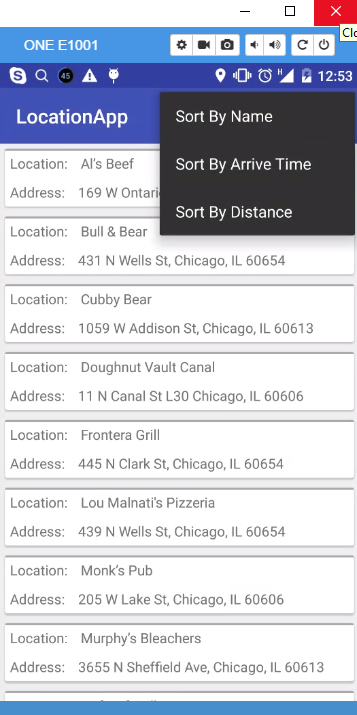 Clo
ONE E1001
45
H
12:53
LocationApp
Sort By Name
Sort By Arrive Time
Sort By Distance
Location: Al's Beef
Address: 169 W Ontari
Location: Bull & Bear
Address: 431 N Wells St, Chicago, IL 60654
Location: Cubby Bear
Address: 1059 W Addison St, Chicago, IL 60613
Location: Doughnut Vault Canal
Address: 11 N Canal St L30 Chicago, IL 60606
Location: Frontera Grill
Address: 445 N Clark St, Chicago, IL 60654
Location: Lou Malnati's Pizzeria
Address: 439 N Wells St, Chicago, IL 60654
Location: Monk's Pub
Address: 205 W Lake St, Chicago, IL 60606
Location: Murphy's Bleachers
Address: 3655 N Sheffield Ave, Chicago, IL 60613